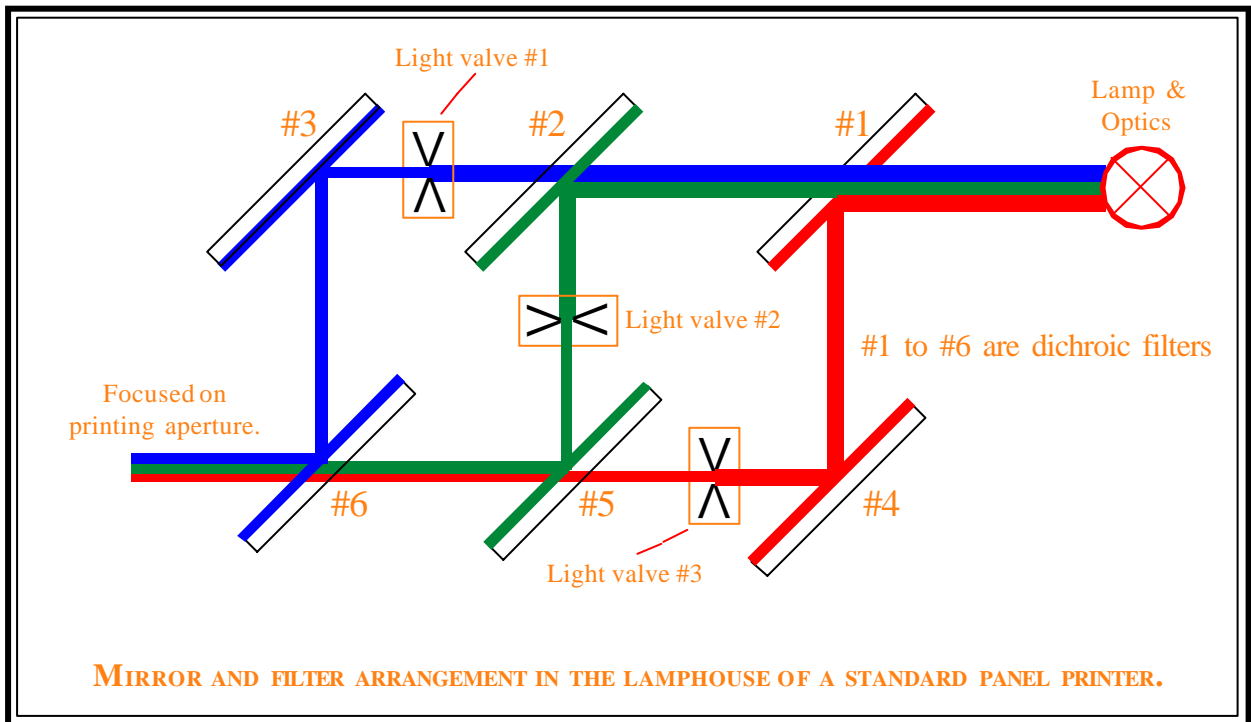 Light valve #1
Lamp &
Optics
#3
#2
#1
Light valve #2
#1 to #6 are dichroic filters
Focused on
printing aperture.
#6
#5
#4
Light valve #3
MIRROR AND FILTER ARRANGEMENT IN THE LAMPHOUSE OF A STANDARD PANEL PRINTER.